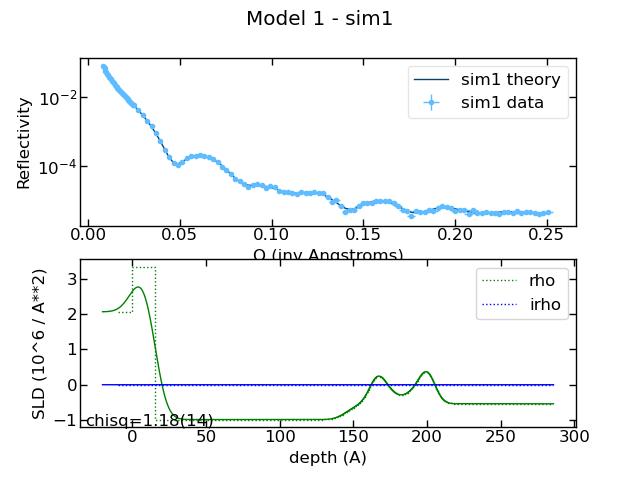 Model 1 - sim1
Reflectivity
10^-2
10^-4
sim1 theory
sim1 data
0.00 0.05 0.10 0.15 0.20 0.25
Q (inv Angstroms)
SLD (10^6 / A**2)
3
2
1
0
−1
rho
irho
chisq=1.18(14)
0 50 100 150 200 250 300
depth (A)